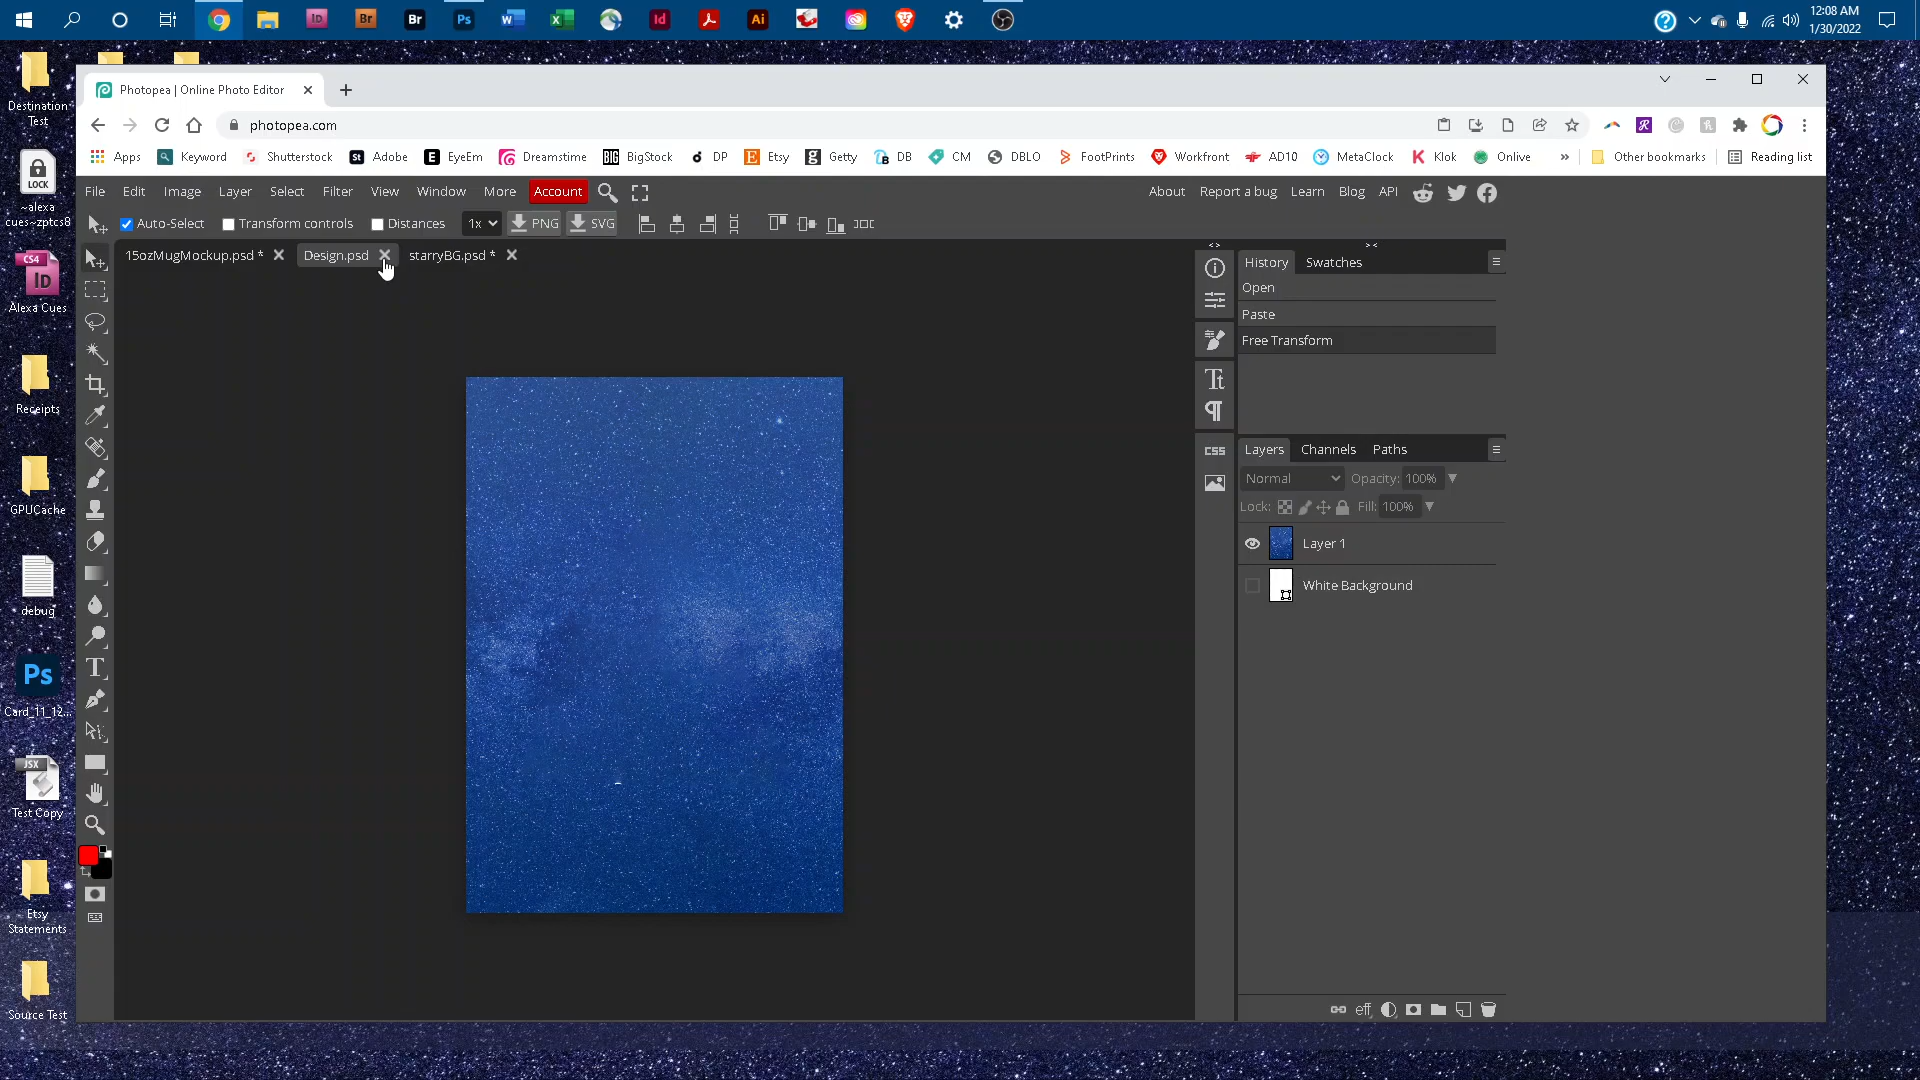 12:08 AM
1/30/2022
Photopea | Online Photo Editor
photopea.com
Apps Keyword Shutterstock Adobe EyeEm Dreamstime BigStock DP Etsy Getty DB CM DBLO FootPrints Workfront AD10 MetaClock Klok Onlive » Other bookmarks Reading list
File Edit Image Layer Select Filter View Window More Account About Report a bug Learn Blog API
Auto-Select Transform controls Distances 1x PNG SVG
15ozMugMockup.psd * Design.psd starryBG.psd *
History Swatches
Open
Paste
Free Transform
CSS
Layers Channels Paths
Normal Opacity: 100%
Lock: Fill: 100%
Layer 1
White Background
eff
Destination
Test
LOCK
~alexa
cues~zptcs8
CS4
Alexa Cues
Receipts
GPUCache
debug
Ps
Card_11_12...
JSX
Test Copy
Etsy
Statements
Source Test